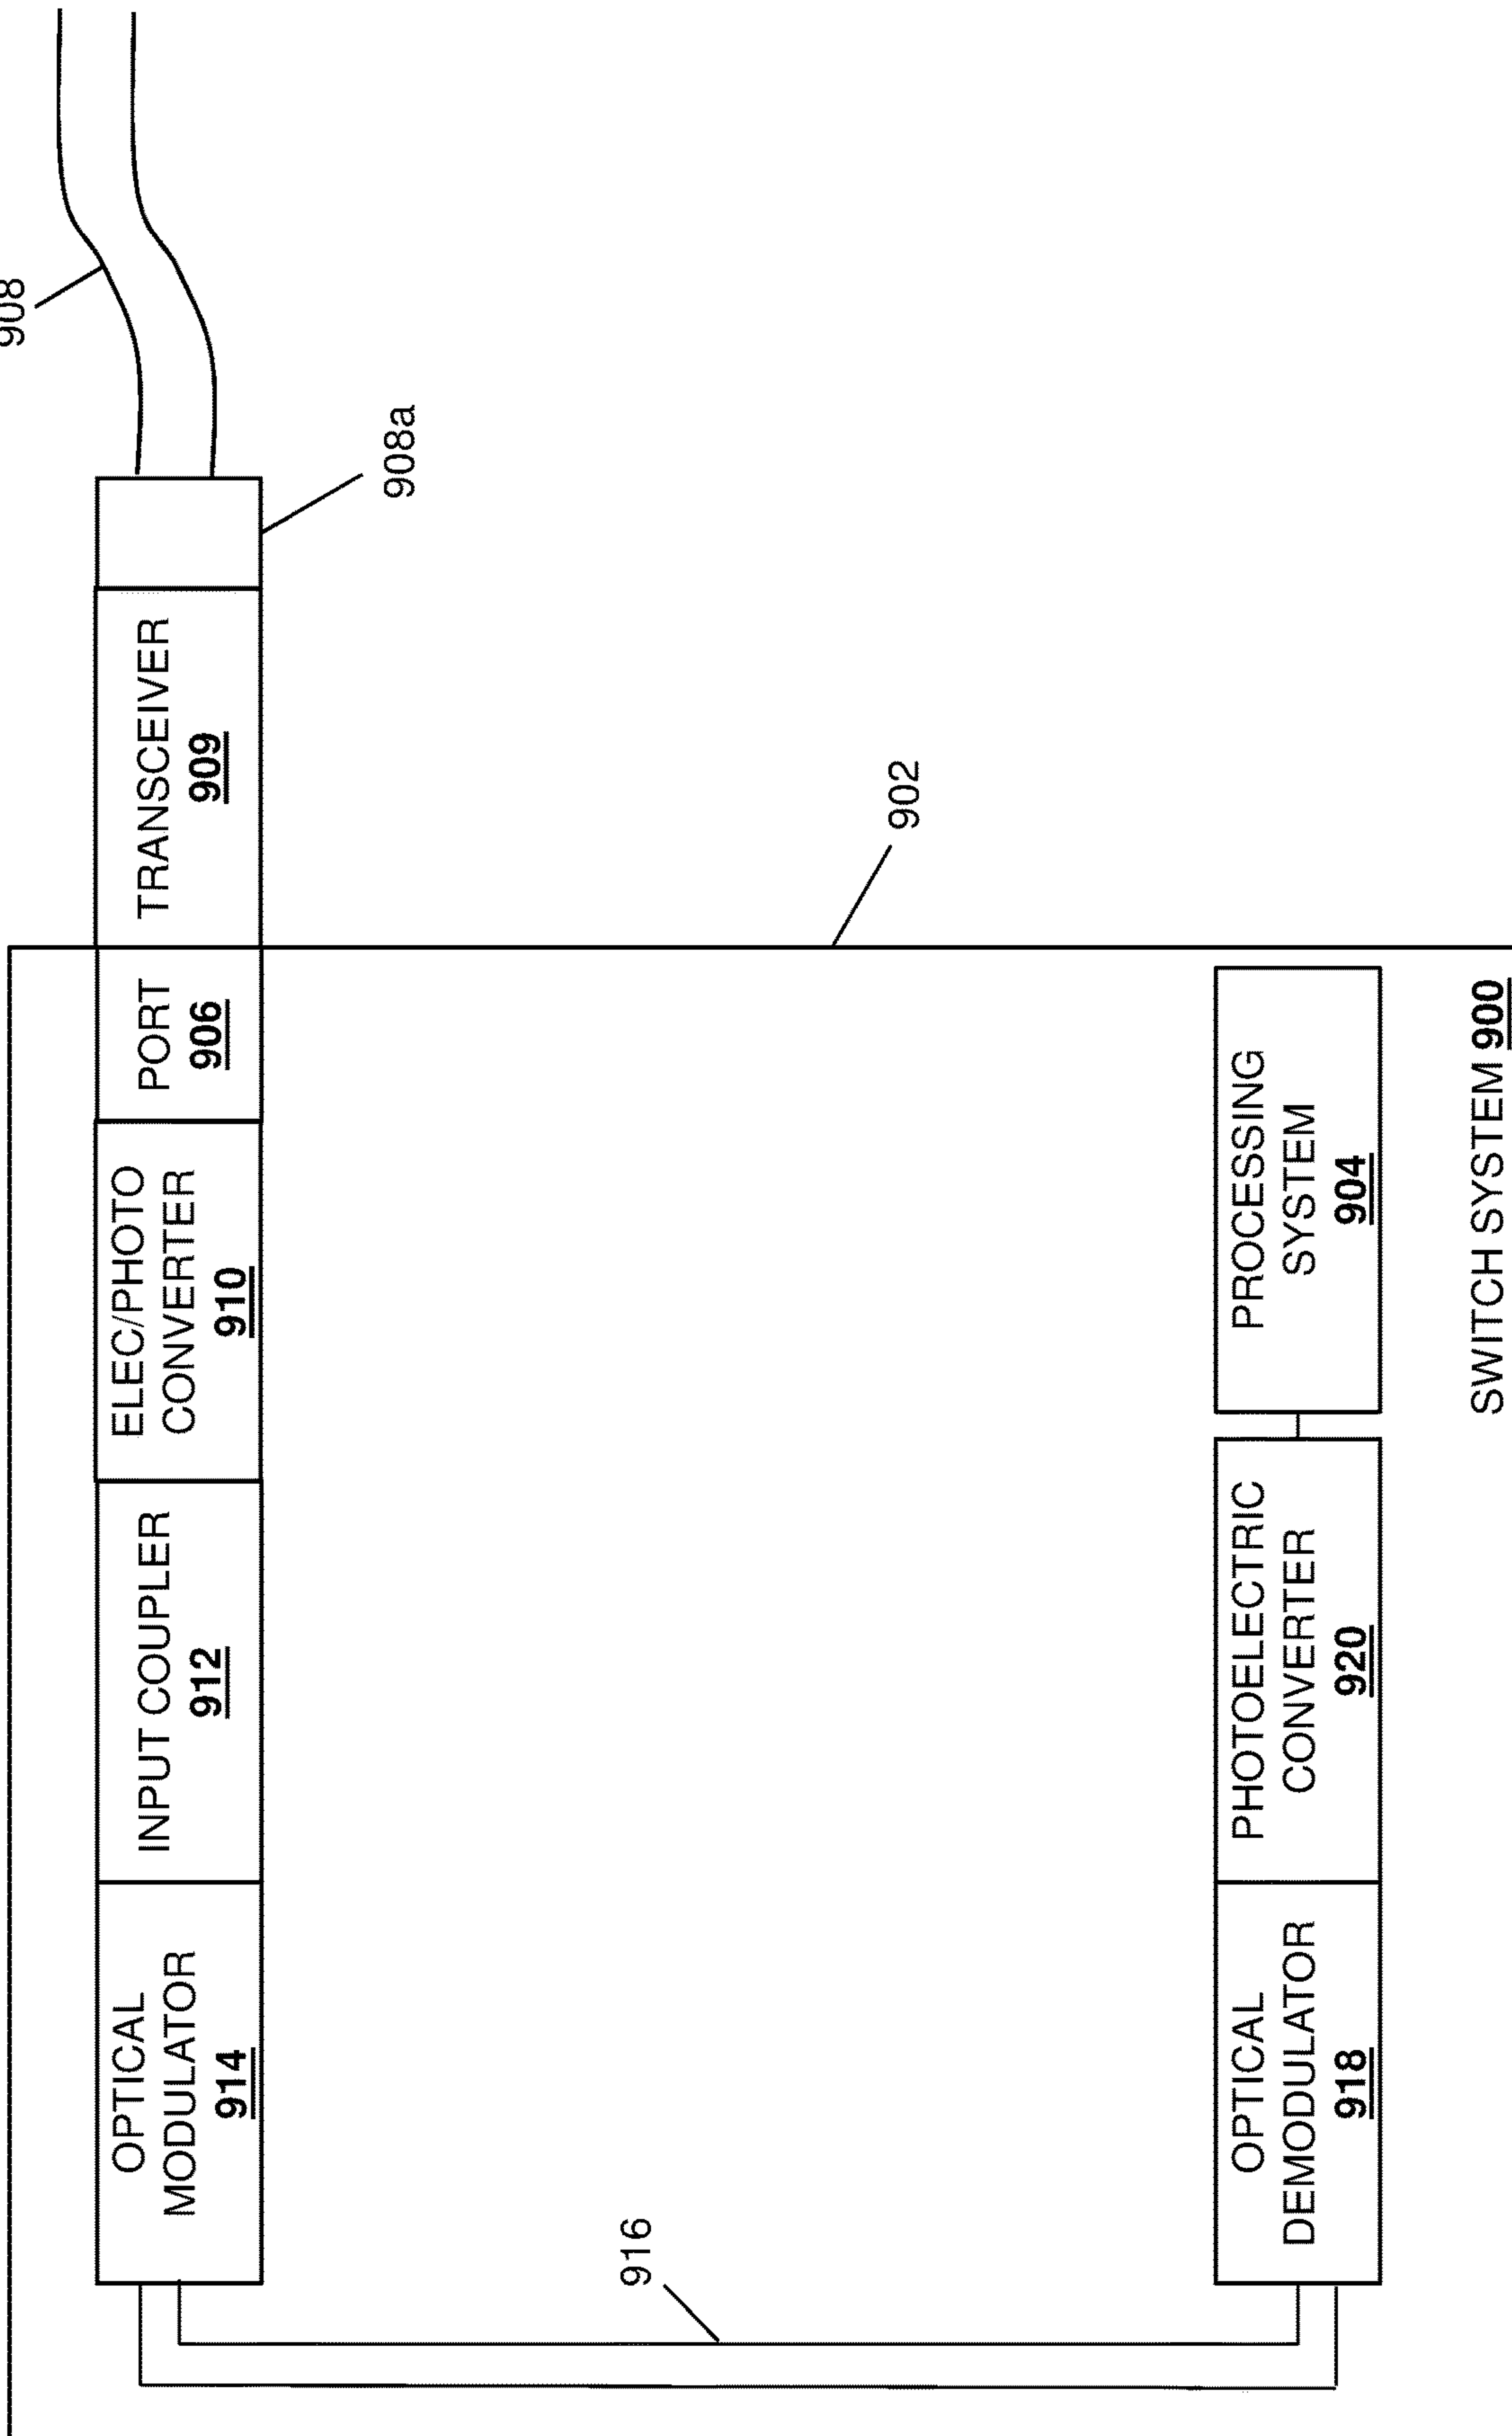 908
OPTICAL
MODULATOR
914
INPUT COUPLER
912
ELEC/PHOTO
CONVERTER
910
PORT
906
TRANSCEIVER
909
908a
916
902
OPTICAL
DEMODULATOR
918
PHOTOELECTRIC
CONVERTER
920
PROCESSING
SYSTEM
904
SWITCH SYSTEM 900